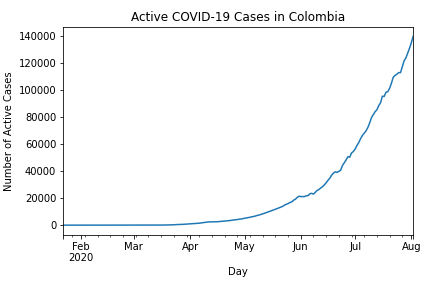 Active COVID-19 Cases in Colombia
Number of Active Cases
140000
120000
100000
80000
60000
40000
20000
0
Feb Mar Apr May Jun Jul Aug
2020
Day